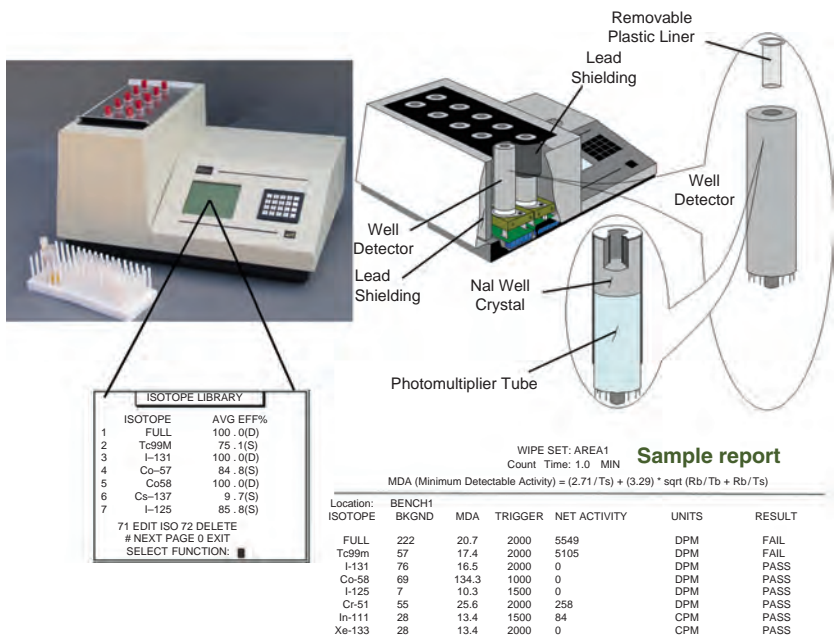 Removable
Plastic Liner
Lead
Shielding
Well
Detector
Well
Detector
Lead
Shielding
NaI Well
Crystal
Photomultiplier Tube
ISOTOPE LIBRARY
ISOTOPE AVG EFF%
1 FULL 100 . 0(D)
2 Tc99M 75 . 1(S)
3 I–131 100 . 0(D)
4 Co–57 84 . 8(S)
5 Co58 100 . 0(D)
6 Cs–137 9 . 7(S)
7 I–125 85 . 8(S)
71 EDIT ISO 72 DELETE
# NEXT PAGE 0 EXIT
SELECT FUNCTION:
WIPE SET: AREA1
Sample report
Count Time: 1.0 MIN
MDA (Minimum Detectable Activity) = (2.71/Ts) + (3.29) * sqrt (Rb/Tb + Rb/Ts)
Location: BENCH1
ISOTOPE BKGND MDA TRIGGER NET ACTIVITY UNITS RESULT
FULL 222 20.7 2000 5549 DPM FAIL
Tc99m 57 17.4 2000 5105 DPM FAIL
I-131 76 16.5 2000 0 DPM PASS
Co-58 69 134.3 1000 0 DPM PASS
I-125 7 10.3 1500 0 DPM PASS
Cr-51 55 25.6 2000 258 DPM PASS
In-111 28 13.4 1500 84 CPM PASS
Xe-133 28 13.4 2000 0 CPM PASS